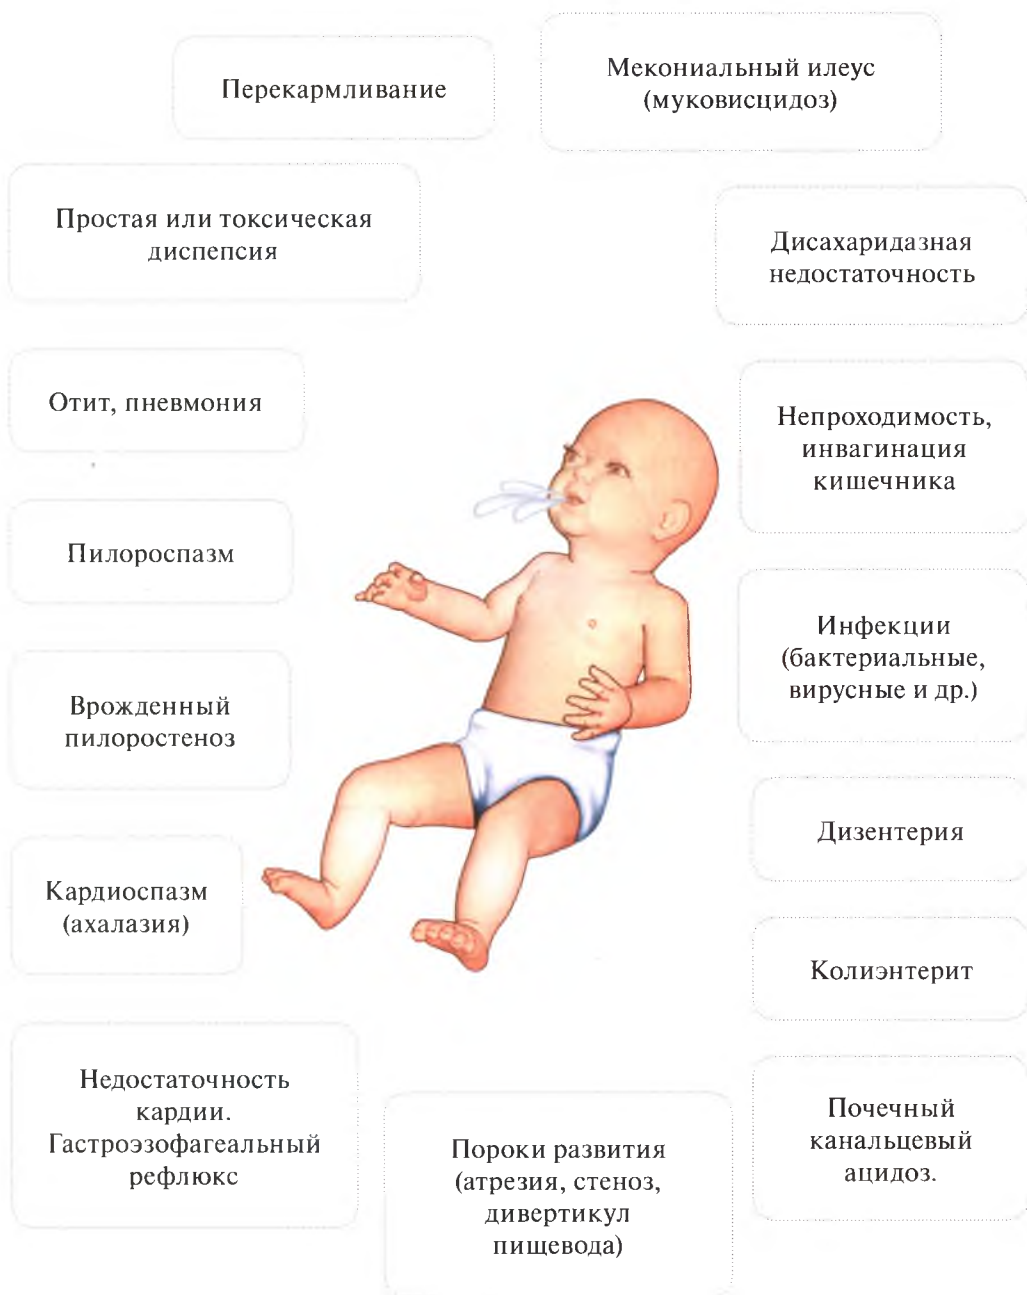 Перекармливание
Мекониальный илеус
(муковисцидоз)
Простая или токсическая
диспепсия
Дисахаридазная
недостаточность
Отит, пневмония
Непроходимость,
инвагинация
кишечника
Пилороспазм
Инфекции
(бактериальные,
вирусные и др.)
Врожденный
пилоростеноз
Дизентерия
Кардиоспазм
(ахалазия)
Колиэнтерит
Недостаточность
кардии.
Гастроэзофагеальный
рефлюкс
Пороки развития
(атрезия, стеноз,
дивертикул
пищевода)
Почечный
канальцевый
ацидоз.